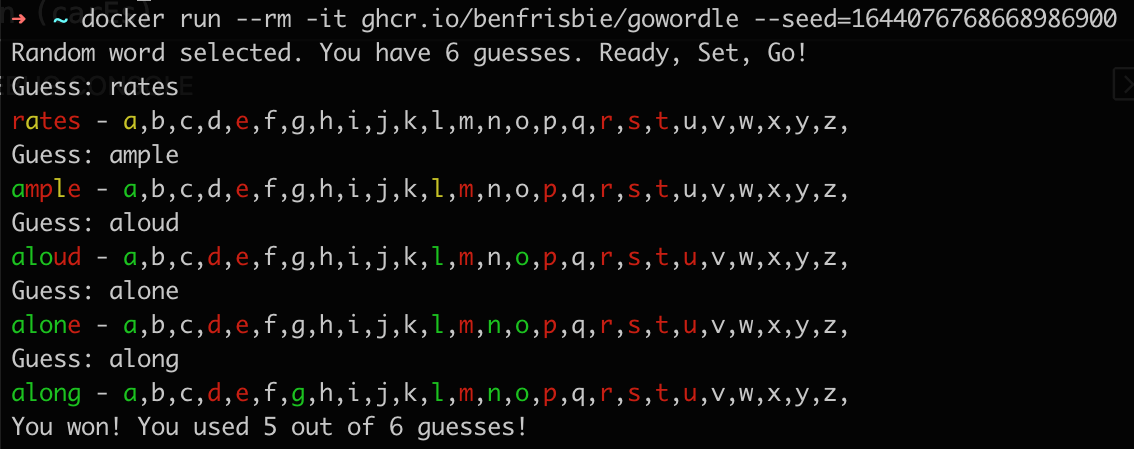 ➜ ~ docker run --rm -it ghcr.io/benfrisbie/gowordle --seed=1644076768668986900
Random word selected. You have 6 guesses. Ready, Set, Go!
Guess: rates
rates - a,b,c,d,e,f,g,h,i,j,k,l,m,n,o,p,q,r,s,t,u,v,w,x,y,z,
Guess: ample
ample - a,b,c,d,e,f,g,h,i,j,k,l,m,n,o,p,q,r,s,t,u,v,w,x,y,z,
Guess: aloud
aloud - a,b,c,d,e,f,g,h,i,j,k,l,m,n,o,p,q,r,s,t,u,v,w,x,y,z,
Guess: alone
alone - a,b,c,d,e,f,g,h,i,j,k,l,m,n,o,p,q,r,s,t,u,v,w,x,y,z,
Guess: along
along - a,b,c,d,e,f,g,h,i,j,k,l,m,n,o,p,q,r,s,t,u,v,w,x,y,z,
You won! You used 5 out of 6 guesses!